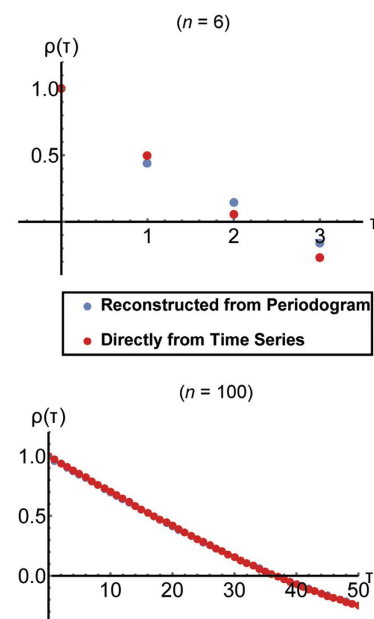 (n = 6)
ρ(τ)
1.0
0.5
1 2 3 τ
Reconstructed from Periodogram
Directly from Time Series
(n = 100)
ρ(τ)
1.0
0.5
0.0
10 20 30 40 50 τ